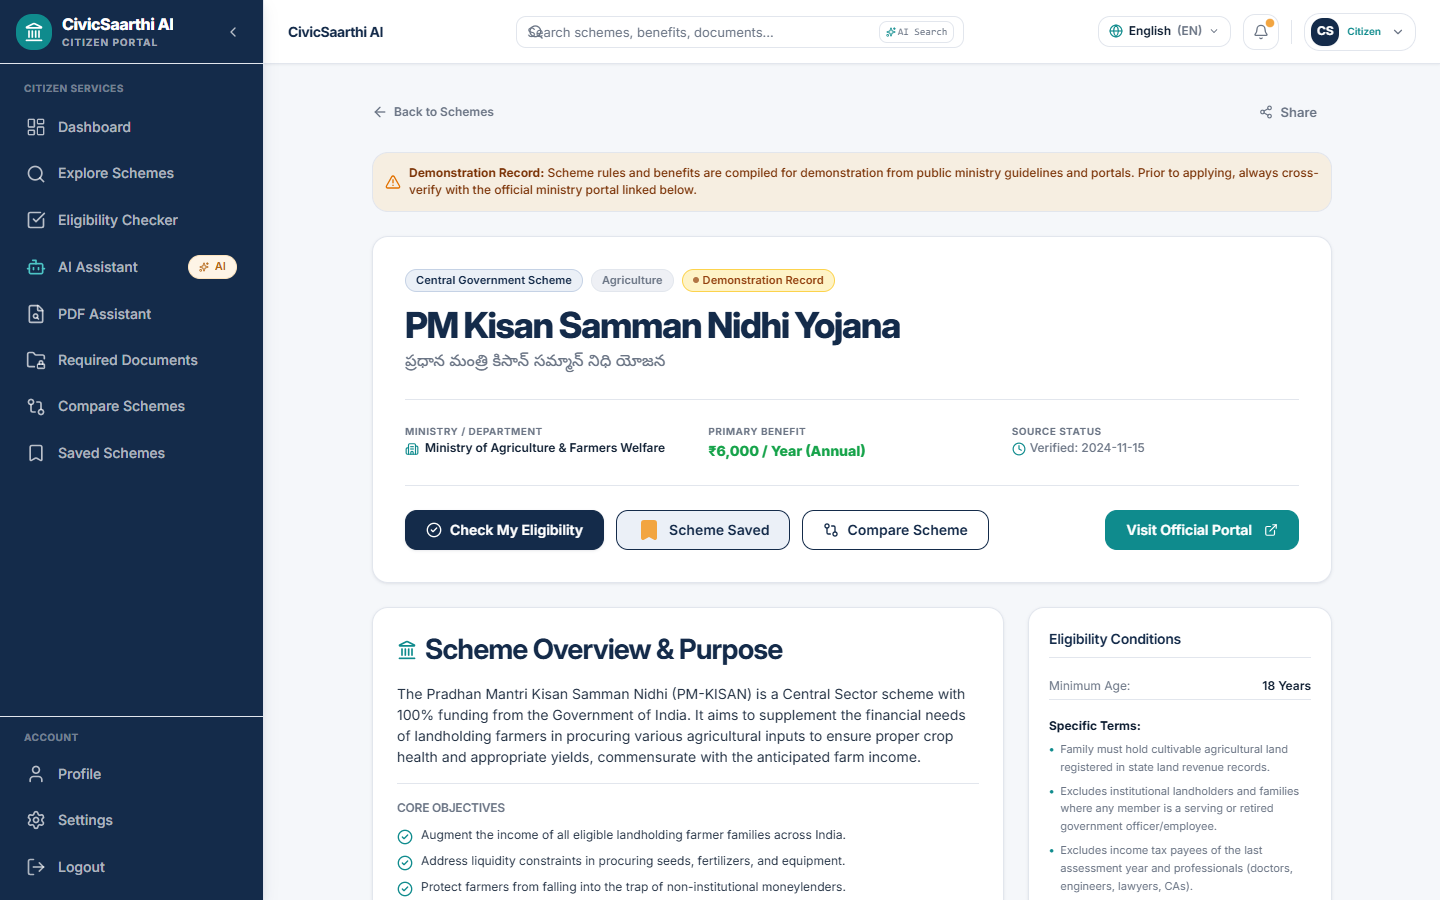 CivicSaarthi AI
CITIZEN PORTAL
CITIZEN SERVICES
Dashboard
Explore Schemes
Eligibility Checker
AI Assistant
AI
PDF Assistant
Required Documents
Compare Schemes
Saved Schemes
ACCOUNT
Profile
Settings
Logout
CivicSaarthi AI
Search schemes, benefits, documents...
AI Search
English (EN)
CS
Citizen
Back to Schemes
Share
Demonstration Record: Scheme rules and benefits are compiled for demonstration from public ministry guidelines and portals. Prior to applying, always cross-
verify with the official ministry portal linked below.
Central Government Scheme
Agriculture
Demonstration Record
PM Kisan Samman Nidhi Yojana
ప్రధాన మంత్రి కిసాన్ సమ్మాన్ నిధి యోజన
MINISTRY / DEPARTMENT
Ministry of Agriculture & Farmers Welfare
PRIMARY BENEFIT
₹6,000 / Year (Annual)
SOURCE STATUS
Verified: 2024-11-15
Check My Eligibility
Scheme Saved
Compare Scheme
Visit Official Portal
Scheme Overview & Purpose
The Pradhan Mantri Kisan Samman Nidhi (PM-KISAN) is a Central Sector scheme with
100% funding from the Government of India. It aims to supplement the financial needs
of landholding farmers in procuring various agricultural inputs to ensure proper crop
health and appropriate yields, commensurate with the anticipated farm income.
CORE OBJECTIVES
Augment the income of all eligible landholding farmer families across India.
Address liquidity constraints in procuring seeds, fertilizers, and equipment.
Protect farmers from falling into the trap of non-institutional moneylenders.
Eligibility Conditions
Minimum Age:
18 Years
Specific Terms:
• Family must hold cultivable agricultural land
registered in state land revenue records.
• Excludes institutional landholders and families
where any member is a serving or retired
government officer/employee.
• Excludes income tax payees of the last
assessment year and professionals (doctors,
engineers, lawyers, CAs).